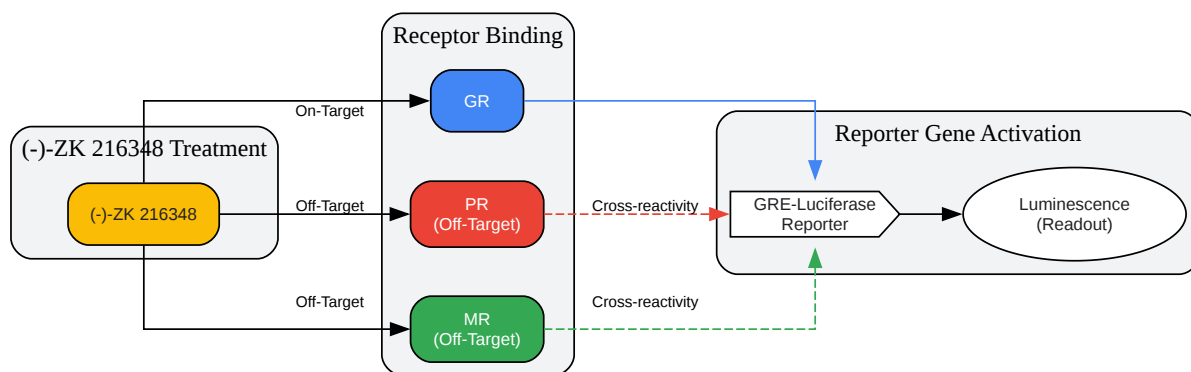 Receptor Binding
GR
On-Target
(-)-ZK 216348 Treatment
Reporter Gene Activation
(-)-ZK 216348
Off-Target
PR
(Off-Target)
Cross-reactivity
GRE-Luciferase
Reporter
Luminescence
(Readout)
Off-Target
MR
(Off-Target)
Cross-reactivity